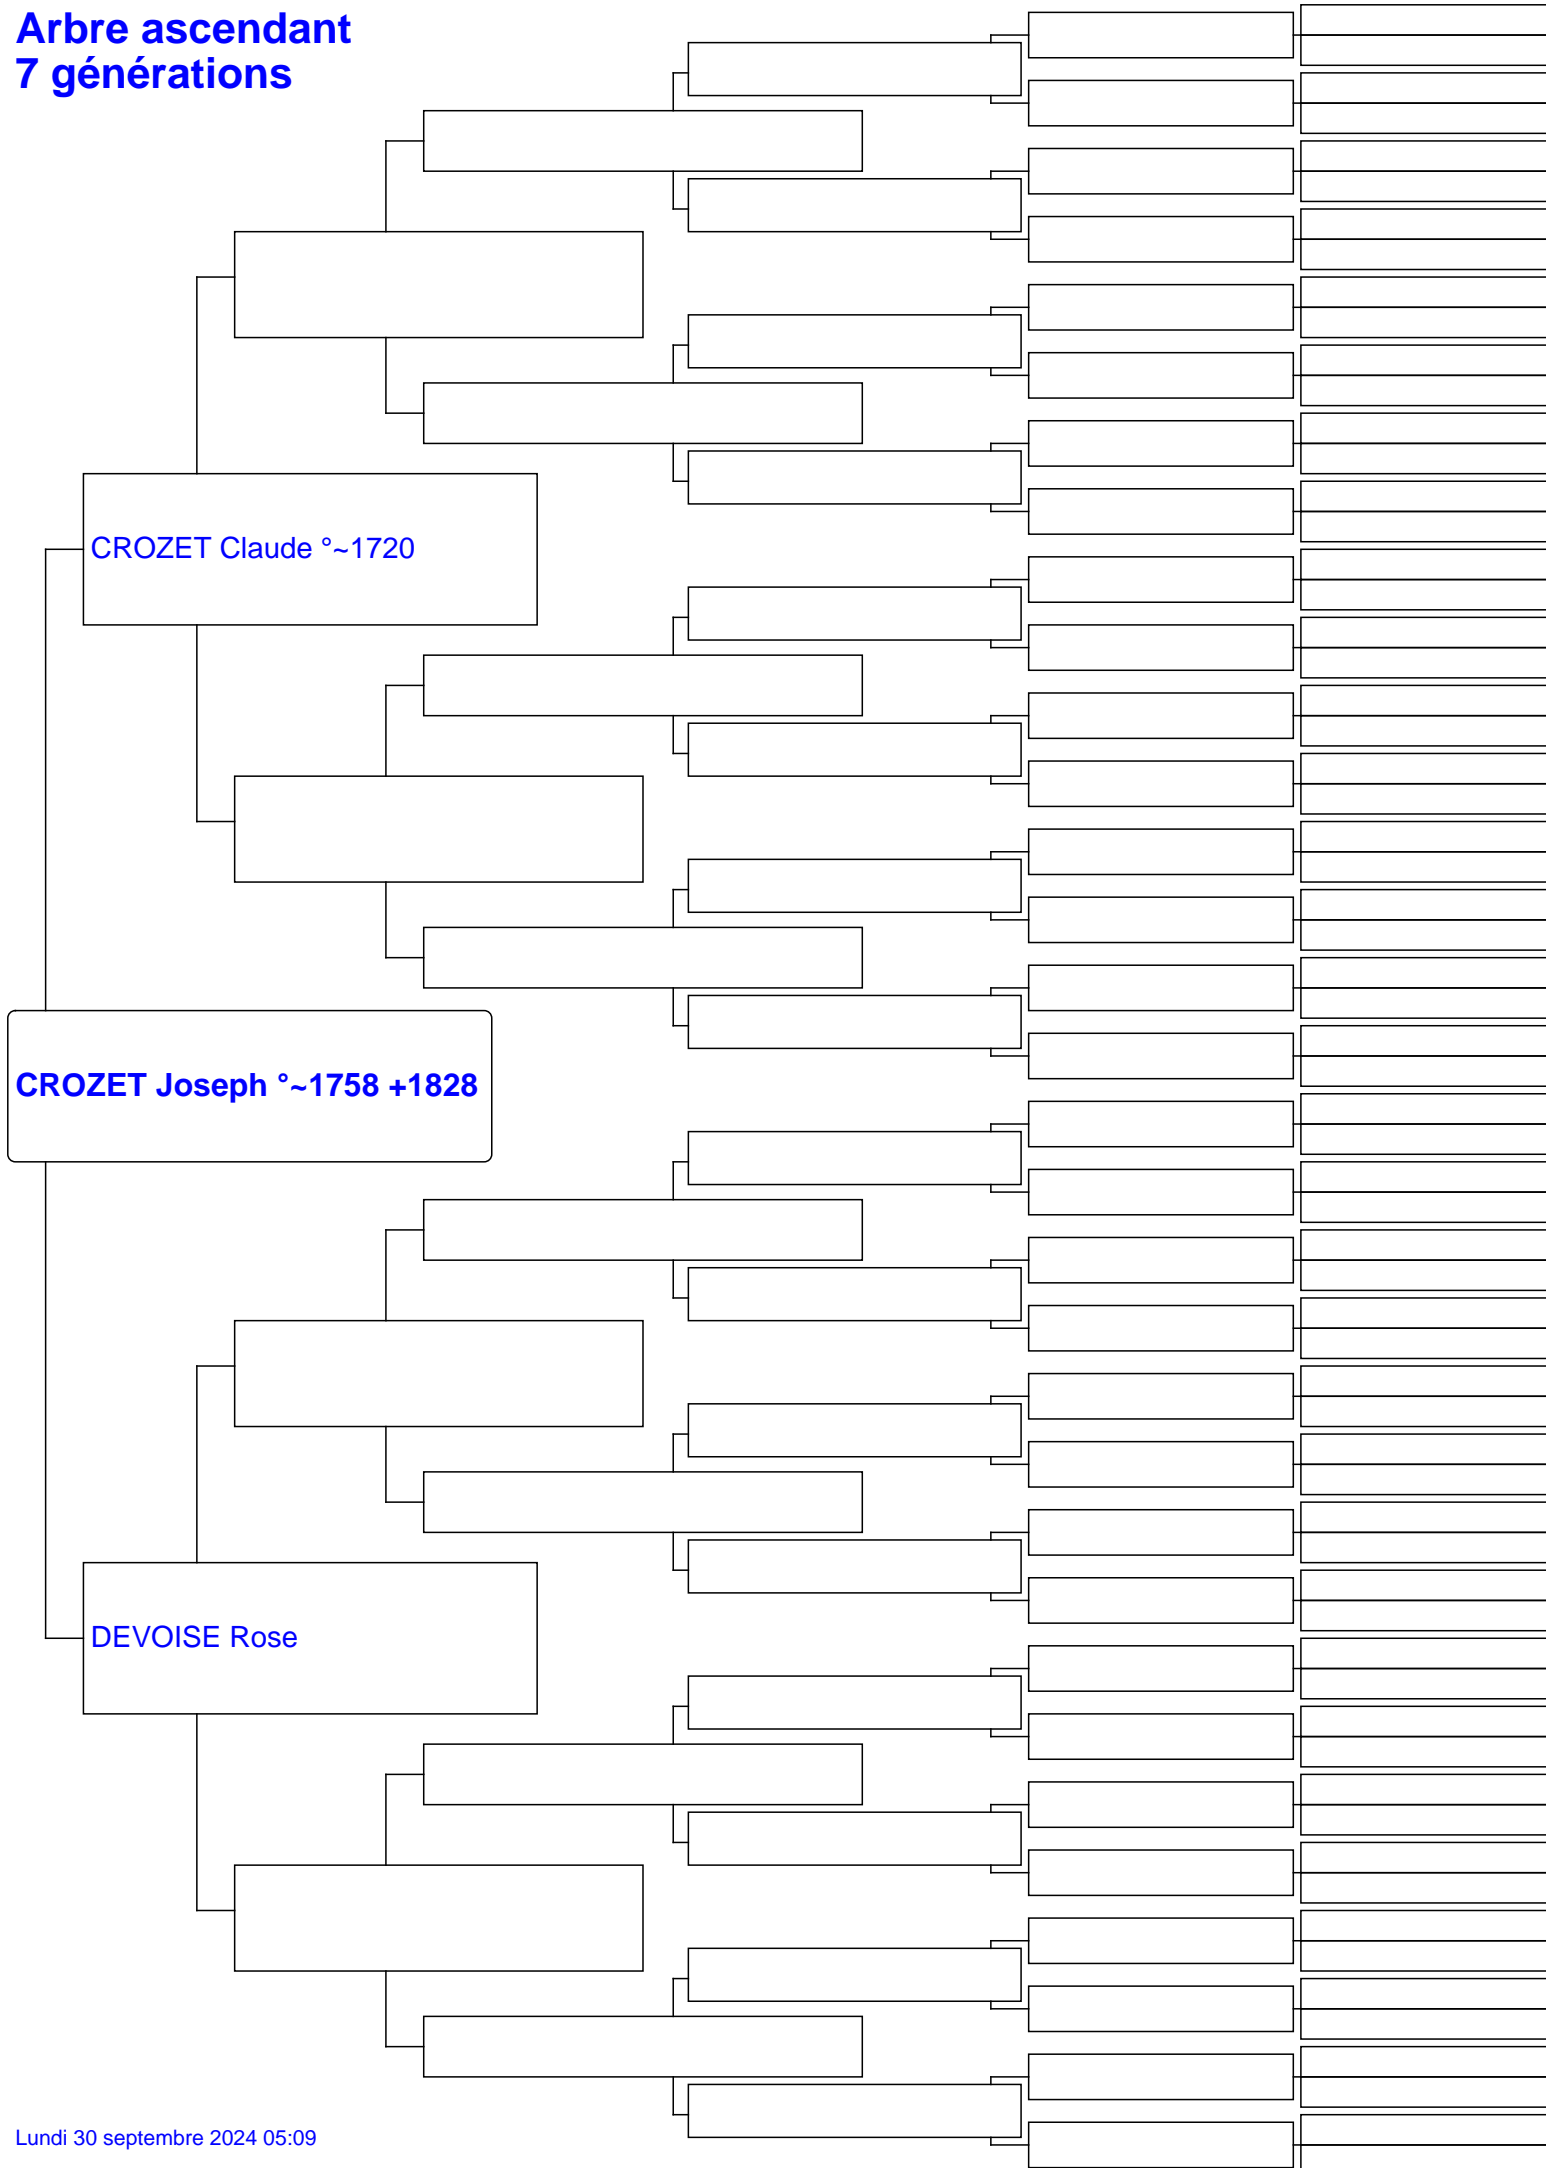 Arbre ascendant
7 générations
CROZET Claude °~1720
CROZET Joseph °~1758 +1828
DEVOISE Rose
Lundi 30 septembre 2024 05:09